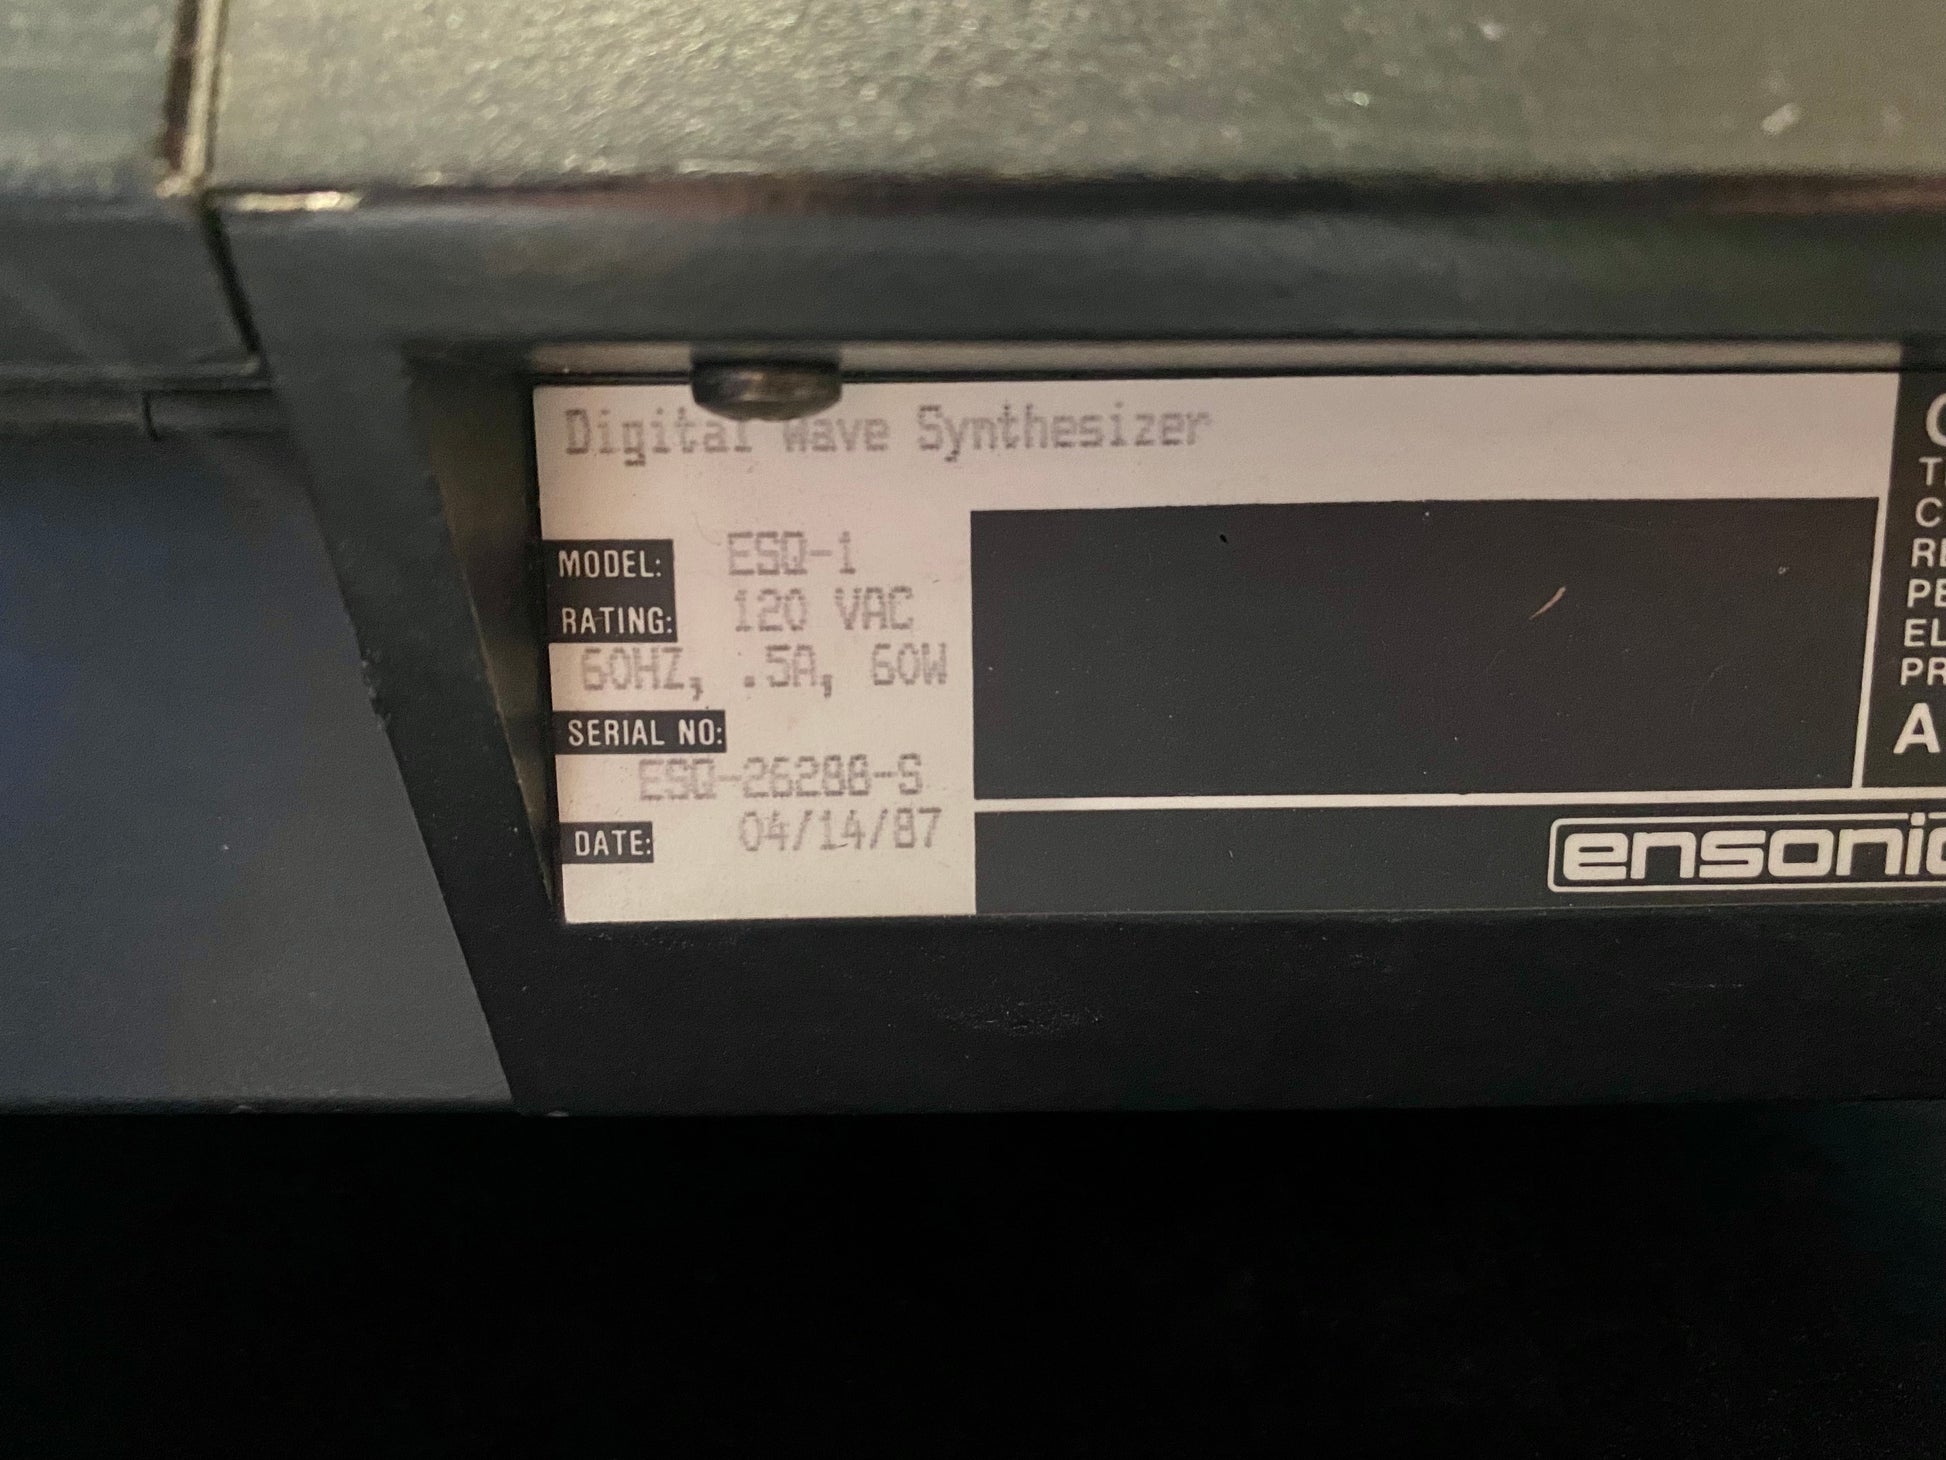 Digital Wave Synthesizer
MODEL: ESQ-1
RATING: 120 VAC
60HZ, .5A, 60W
SERIAL NO:
ESQ-26288-S
DATE: 04/14/87
ensoniq